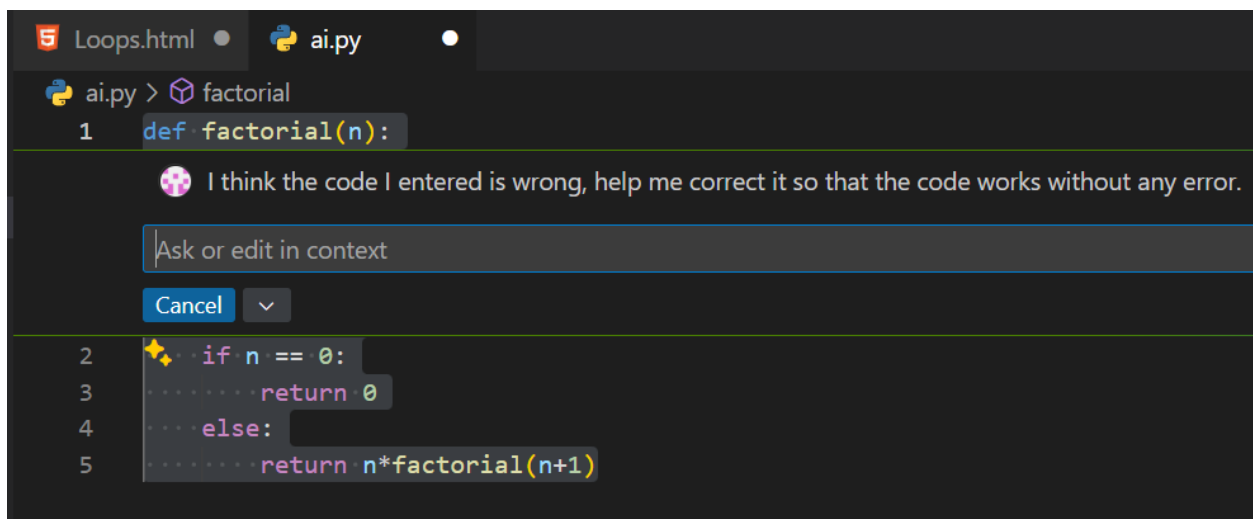 Loops.html
ai.py
ai.py > factorial
1 def factorial(n):
I think the code I entered is wrong, help me correct it so that the code works without any error.
Ask or edit in context
Cancel
2 if n == 0:
3 return 0
4 else:
5 return n*factorial(n+1)